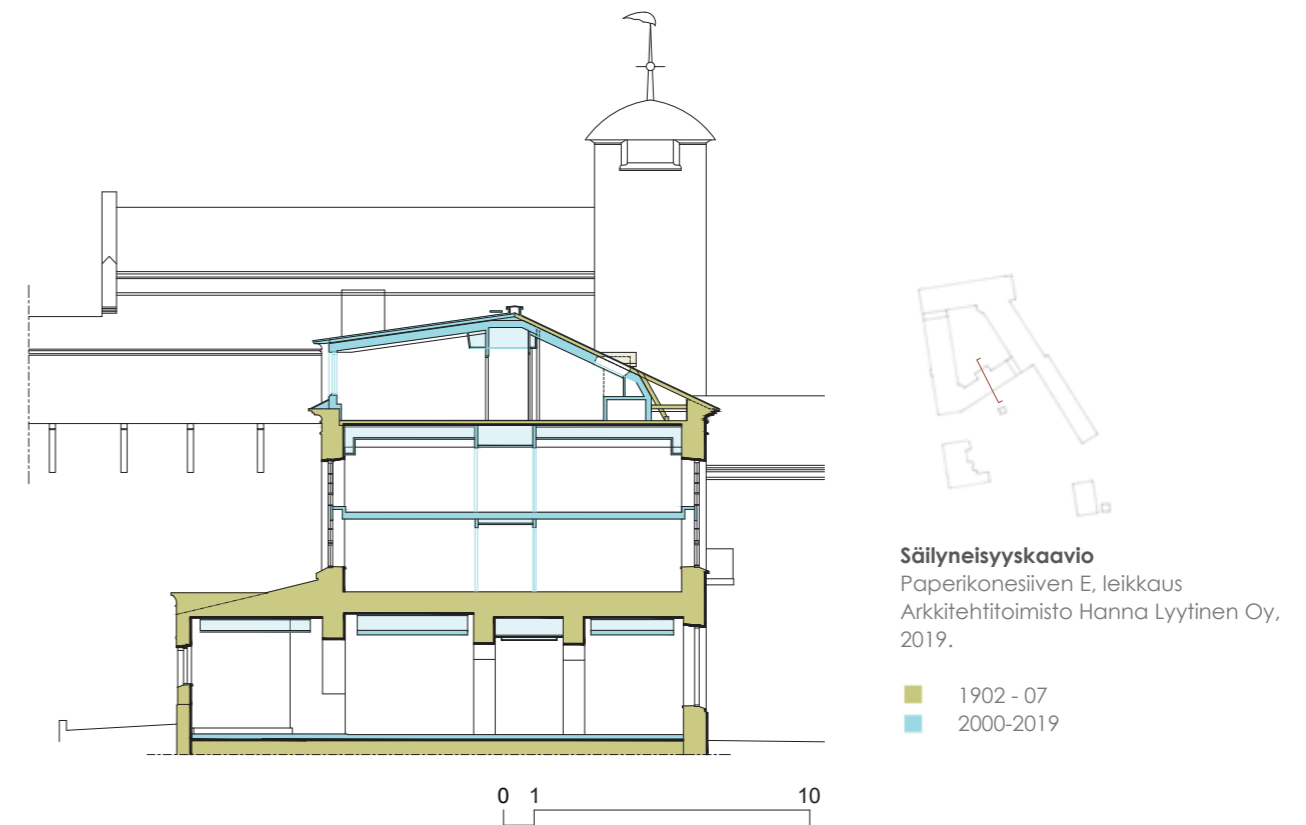 Säilyneisyyskaavio
Paperikonesiiven E, leikkaus
Arkkitehtitoimisto Hanna Lyytinen Oy,
2019.
1902 - 07
2000-2019
0 1 10